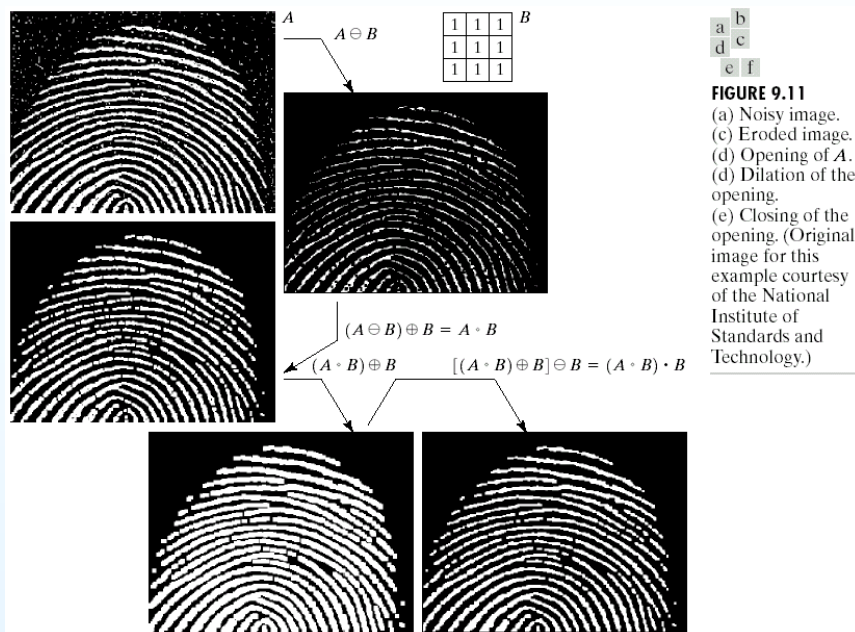 A
A ⊖ B
1 1 1
1 1 1
1 1 1
B
(A ⊖ B) ⊕ B = A ∘ B
(A ∘ B) ⊕ B
[(A ∘ B) ⊕ B] ⊖ B = (A ∘ B) • B
a b
d c
e f
FIGURE 9.11
(a) Noisy image.
(c) Eroded image.
(d) Opening of A.
(d) Dilation of the
opening.
(e) Closing of the
opening. (Original
image for this
example courtesy
of the National
Institute of
Standards and
Technology.)